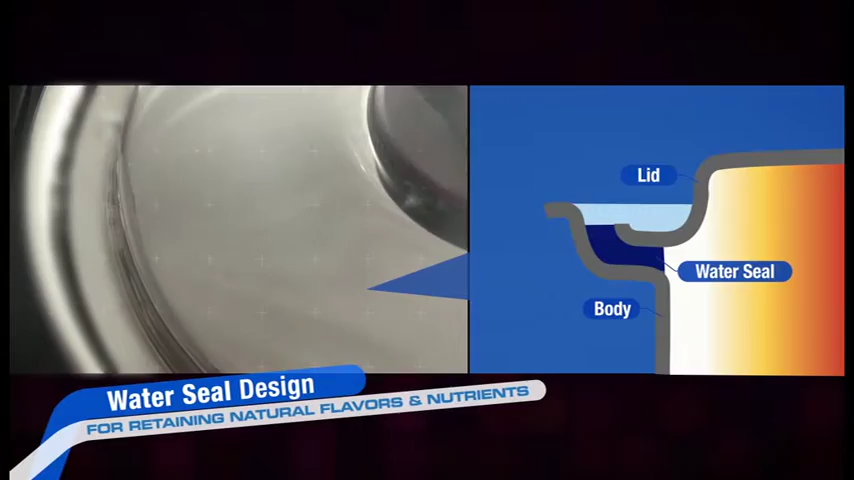 Lid
Water Seal
Body
Water Seal Design
FOR RETAINING NATURAL FLAVORS & NUTRIENTS